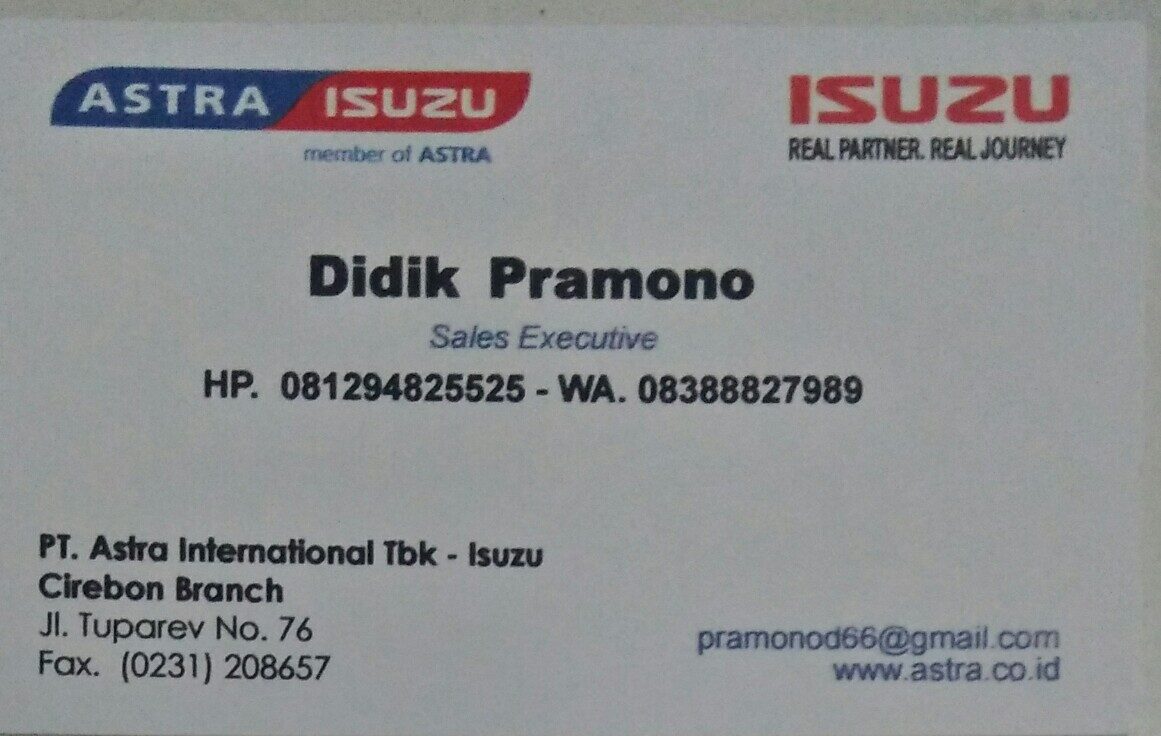 ASTRA ISUZU
member of ASTRA
ISUZU
REAL PARTNER. REAL JOURNEY
Didik Pramono
Sales Executive
HP. 081294825525 - WA. 08388827989
PT. Astra International Tbk - Isuzu
Cirebon Branch
Jl. Tuparev No. 76
Fax. (0231) 208657
pramonod66@gmail.com
www.astra.co.id